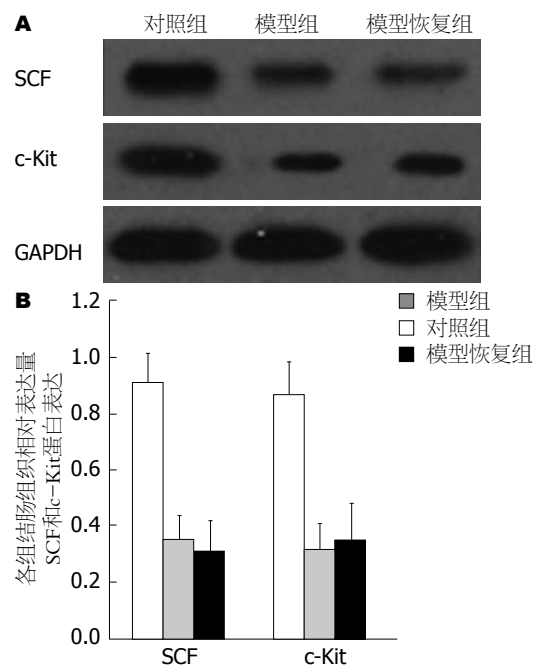 A
对照组 模型组 模型恢复组
SCF
c-Kit
GAPDH
B
模型组
对照组
模型恢复组
各组结肠组织相对表达量
SCF和c-Kit蛋白表达
1.2
1.0
0.8
0.6
0.4
0.2
0.0
SCF c-Kit